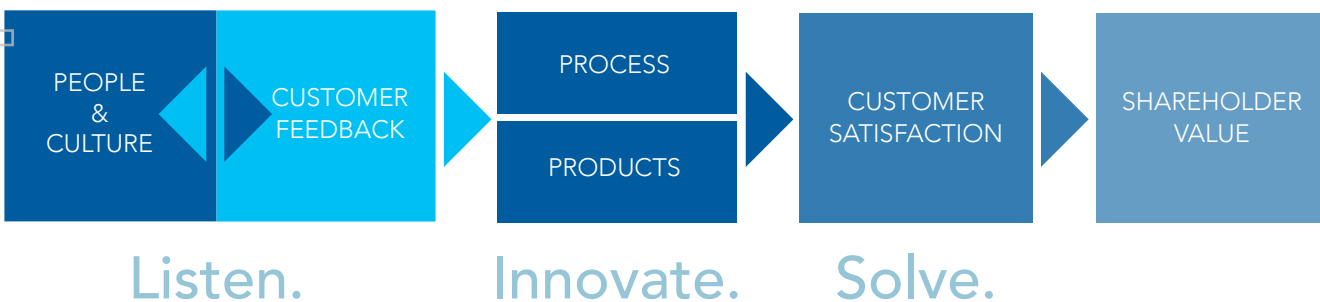 PEOPLE
&
CULTURE
CUSTOMER
FEEDBACK
PROCESS
PRODUCTS
CUSTOMER
SATISFACTION
SHAREHOLDER
VALUE
Listen.
Innovate.
Solve.